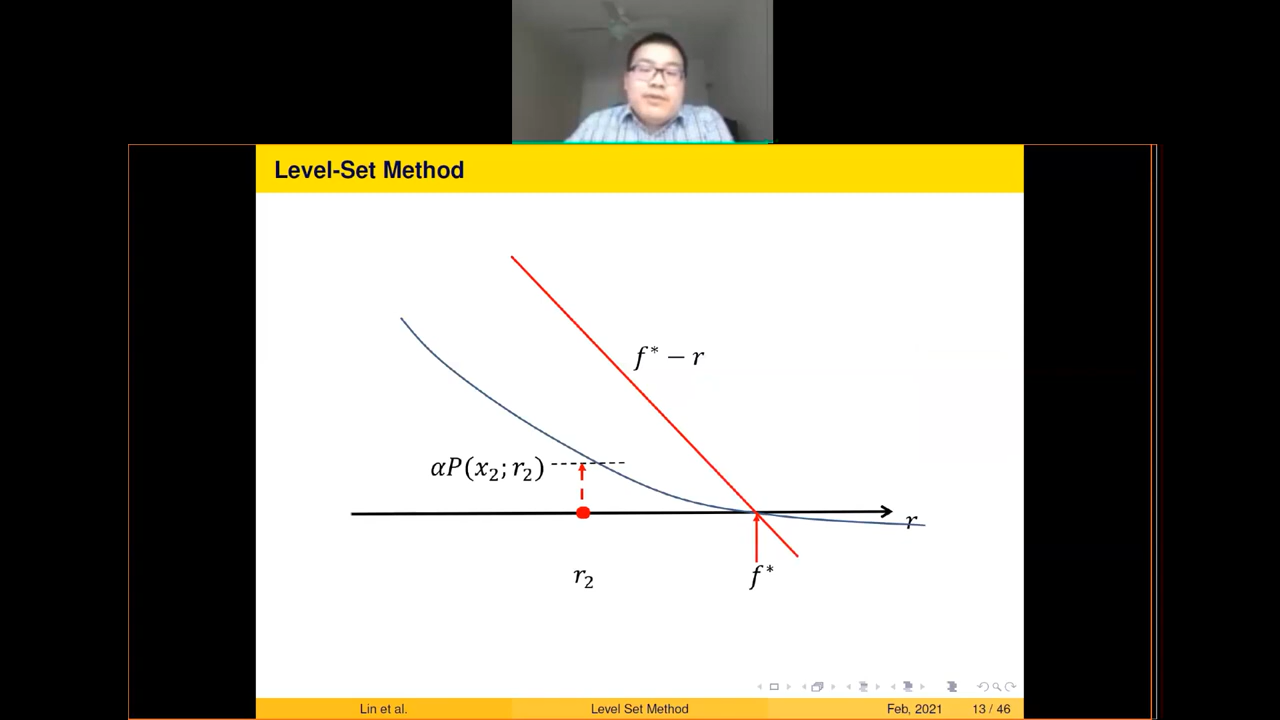 Level-Set Method
f* − r
αP(x₂; r₂)
r
r₂
f*
Lin et al.
Level Set Method
Feb, 2021
13 / 46